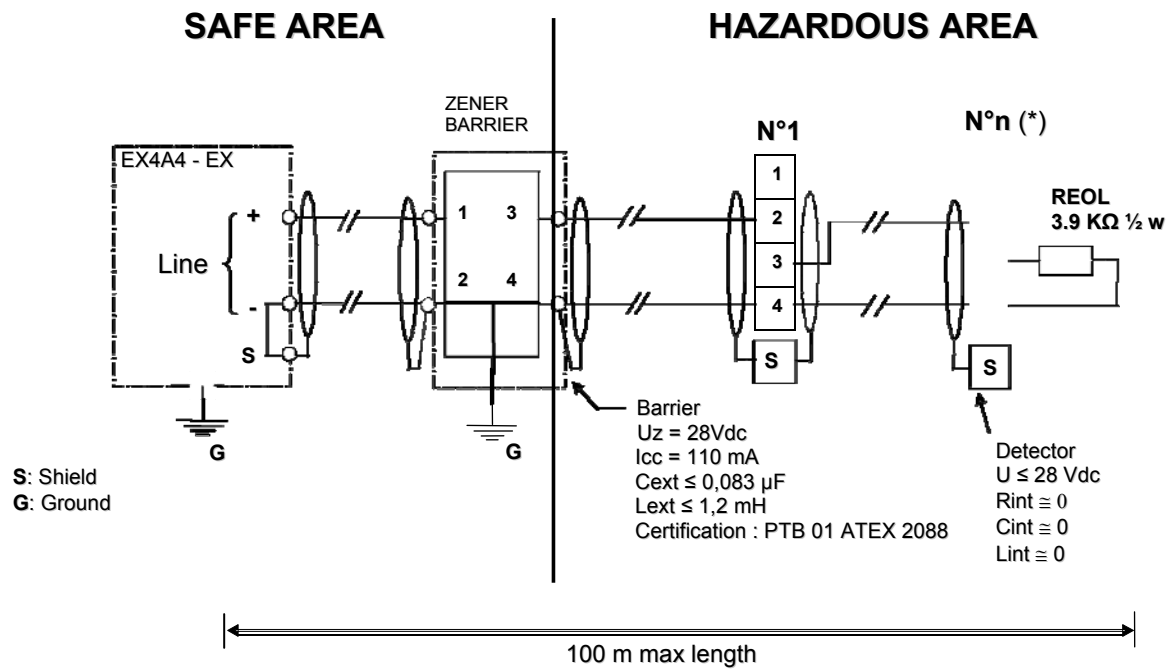 SAFE AREA
HAZARDOUS AREA
ZENER
BARRIER
EX4A4 - EX
Line
+
-
S
G
1 3
2 4
G
N°1
1
2
3
4
S
N°n (*)
REOL
3.9 KΩ ½ w
S
Barrier
Uz = 28Vdc
Icc = 110 mA
Cext ≤ 0,083 µF
Lext ≤ 1,2 mH
Certification : PTB 01 ATEX 2088
Detector
U ≤ 28 Vdc
Rint ≅ 0
Cint ≅ 0
Lint ≅ 0
S: Shield
G: Ground
100 m max length